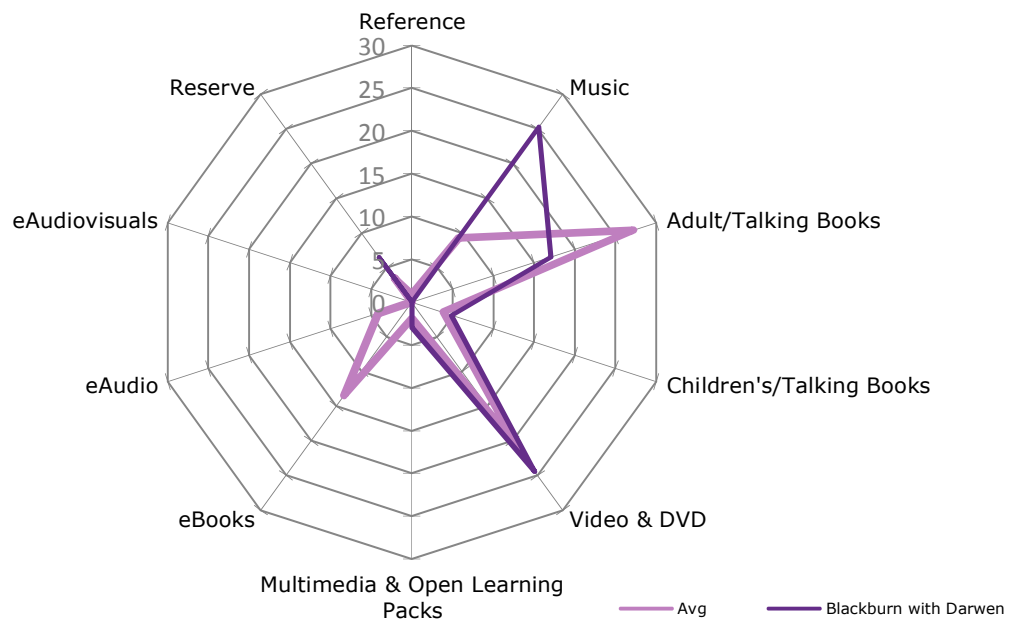 Reference
30
Reserve
Music
25
20
15
eAudiovisuals
Adult/Talking Books
10
5
0
eAudio
Children's/Talking Books
eBooks
Video & DVD
Multimedia & Open Learning
Packs
Avg
Blackburn with Darwen